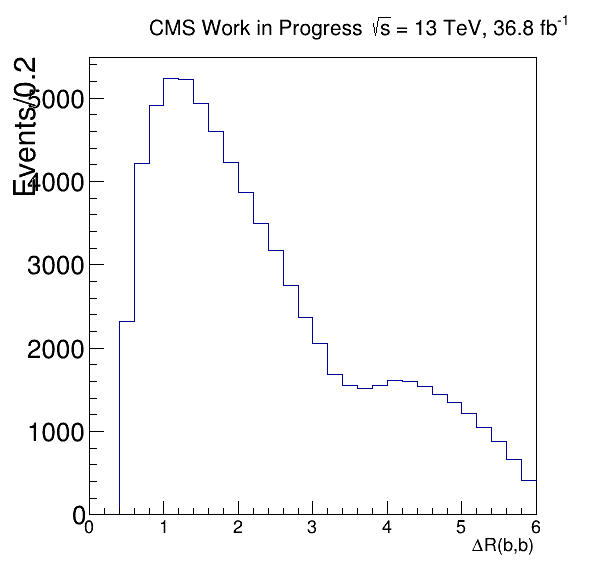 CMS Work in Progress √s = 13 TeV, 36.8 fb⁻¹
Events/0.2
5000
4000
3000
2000
1000
0
0 1 2 3 4 5 6
ΔR(b,b)